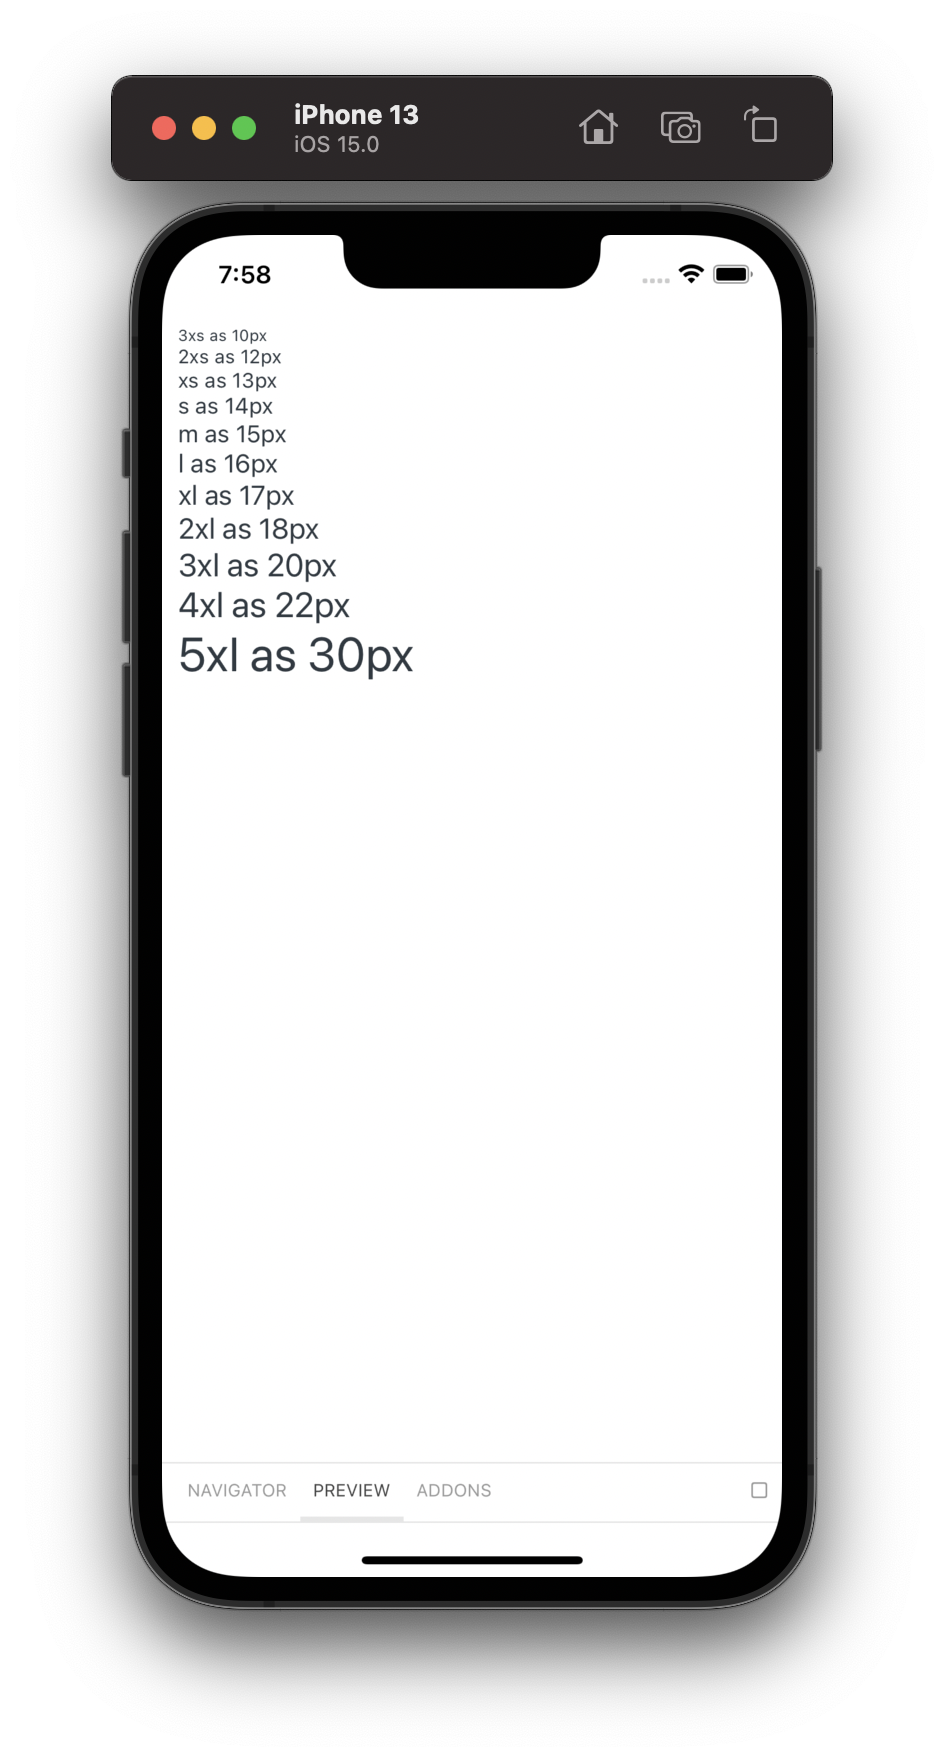 iPhone 13
iOS 15.0
7:58
3xs as 10px
2xs as 12px
xs as 13px
s as 14px
m as 15px
l as 16px
xl as 17px
2xl as 18px
3xl as 20px
4xl as 22px
5xl as 30px
NAVIGATOR PREVIEW ADDONS